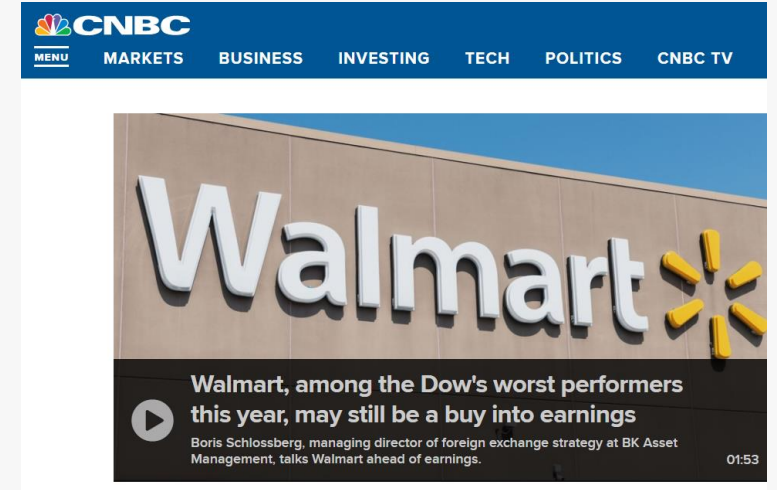 CNBC
MENU MARKETS BUSINESS INVESTING TECH POLITICS CNBC TV
Walmart
Walmart, among the Dow's worst performers
this year, may still be a buy into earnings
Boris Schlossberg, managing director of foreign exchange strategy at BK Asset
Management, talks Walmart ahead of earnings.
01:53